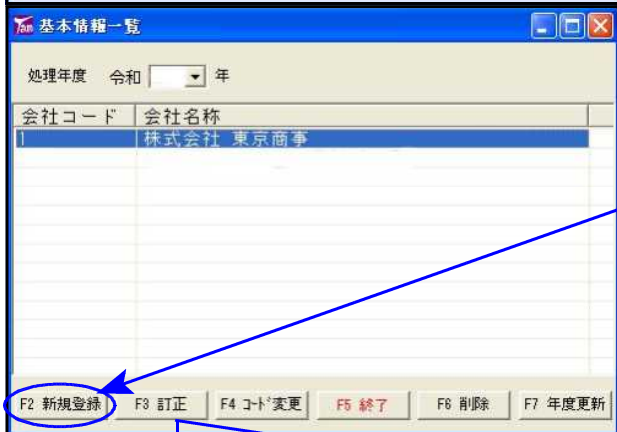 Tan 基本情報一覧
処理年度 令和 年
会社コード 会社名称
1 株式会社 東京商事
F2 新規登録 F3 訂正 F4 ｺｰﾄﾞ変更 F5 終了 F6 削除 F7 年度更新